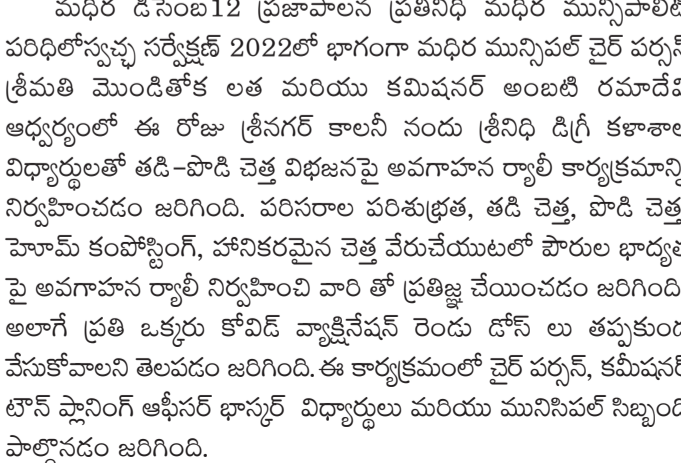 మధిర డిసెంబ12 ప్రజాపాలన ప్రతినిధి మధిర మున్సిపాలిటీ
పరిధిలోస్వచ్ఛ సర్వేక్షణ్ 2022లో భాగంగా మధిర మున్సిపల్ చైర్ పర్సన్
శ్రీమతి మొండితోక లత మరియు కమిషనర్ అంబటి రమాదేవి
ఆధ్వర్యంలో ఈ రోజు శ్రీనగర్ కాలనీ నందు శ్రీనిధి డిగ్రీ కళాశాల
విధ్యార్థులతో తడి-పొడి చెత్త విభజనపై అవగాహన ర్యాలీ కార్యక్రమాన్ని
నిర్వహించడం జరిగింది. పరిసరాల పరిశుభ్రత, తడి చెత్త, పొడి చెత్త,
హెూమ్ కంపోస్టింగ్, హానికరమైన చెత్త వేరుచేయుటలో పౌరుల భాద్యత
పై అవగాహన ర్యాలీ నిర్వహించి వారి తో ప్రతిజ్ఞ చేయించడం జరిగింది.
అలాగే ప్రతి ఒక్కరు కోవిడ్ వ్యాక్షినేషన్ రెండు డోస్ లు తప్పకుండ
వేసుకోవాలని తెలపడం జరిగింది.ఈ కార్యక్రమంలో చైర్ పర్సన్, కమీషనర్
టౌన్ ప్లానింగ్ ఆఫీసర్ భాస్కర్ విధ్యార్థులు మరియు మునిసిపల్ సిబ్బంది
పాల్గొనడం జరిగింది.